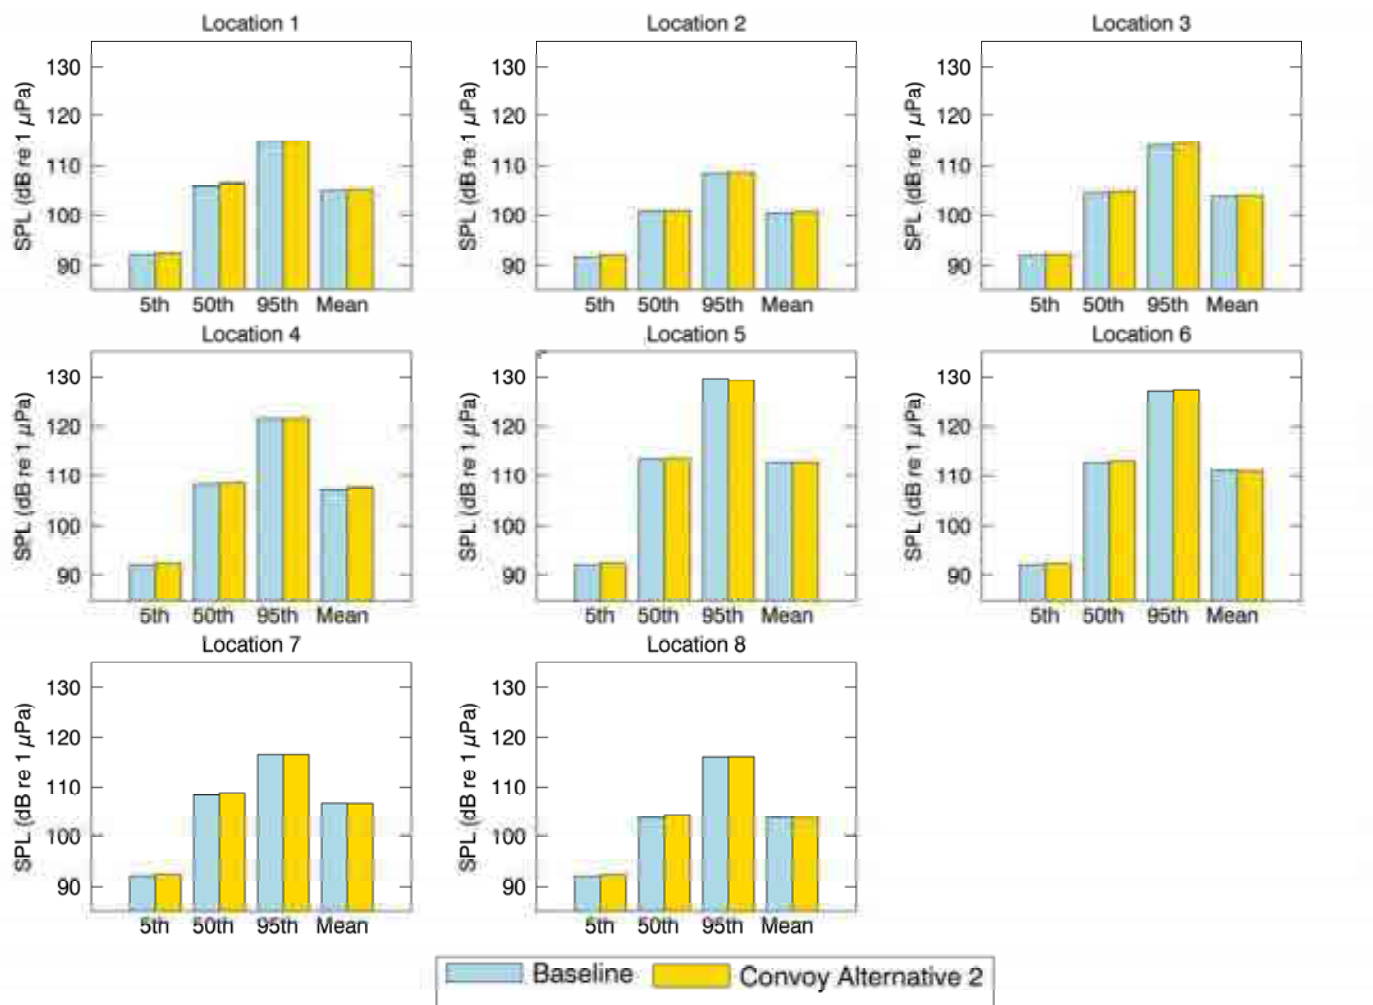 Location 1
SPL (dB re 1 µPa)
130
120
110
100
90
5th 50th 95th Mean
Location 2
SPL (dB re 1 µPa)
130
120
110
100
90
5th 50th 95th Mean
Location 3
SPL (dB re 1 µPa)
130
120
110
100
90
5th 50th 95th Mean
Location 4
SPL (dB re 1 µPa)
130
120
110
100
90
5th 50th 95th Mean
Location 5
SPL (dB re 1 µPa)
130
120
110
100
90
5th 50th 95th Mean
Location 6
SPL (dB re 1 µPa)
130
120
110
100
90
5th 50th 95th Mean
Location 7
SPL (dB re 1 µPa)
130
120
110
100
90
5th 50th 95th Mean
Location 8
SPL (dB re 1 µPa)
130
120
110
100
90
5th 50th 95th Mean
Baseline Convoy Alternative 2